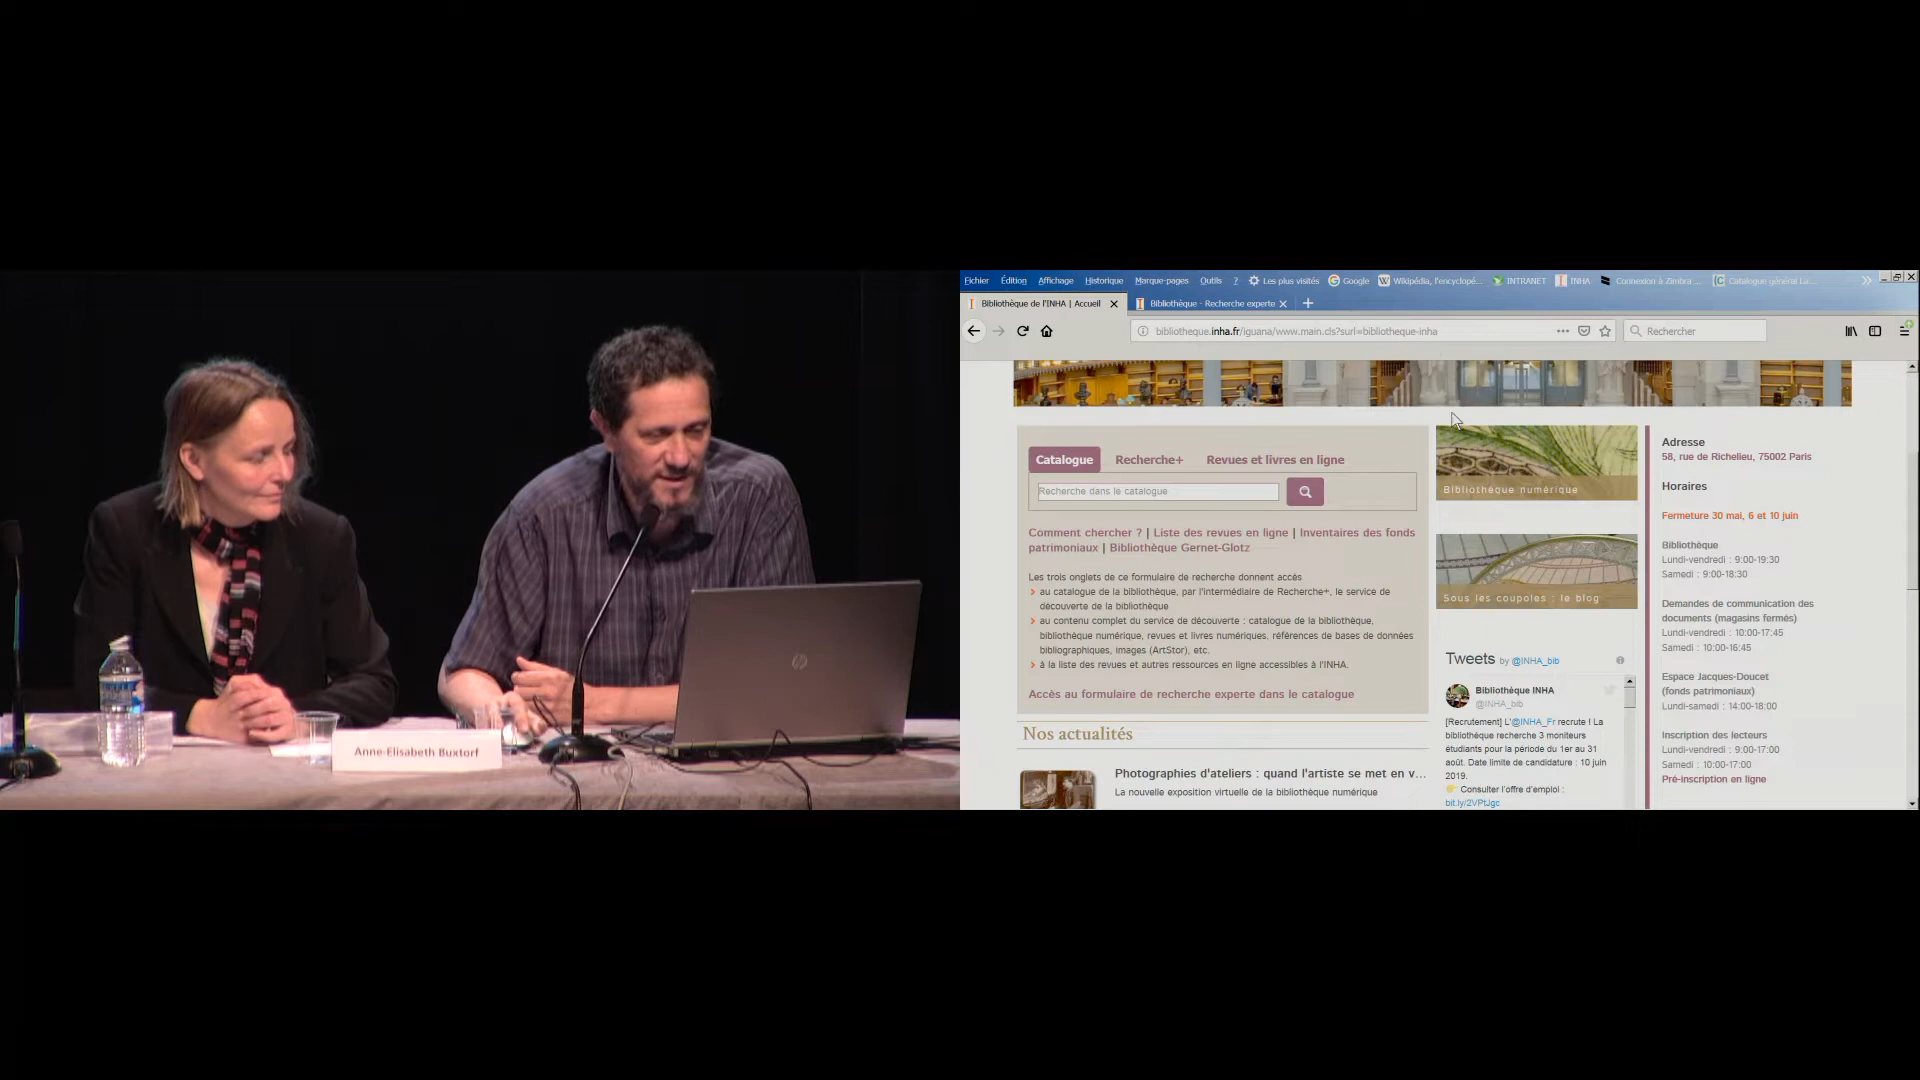 Anne-Elisabeth Buxtorf
Fichier Édition Affichage Historique Marque-pages Outils ? Les plus visités Google Wikipédia, l'encyclopé... INTRANET INHA Connexion à Zimbra ... Catalogue général La...
Bibliothèque de l'INHA | Accueil
Bibliothèque - Recherche experte
bibliotheque.inha.fr/iguana/www.main.cls?surl=bibliotheque-inha
Rechercher
Catalogue
Recherche+
Revues et livres en ligne
Recherche dans le catalogue
Comment chercher ? | Liste des revues en ligne | Inventaires des fonds
patrimoniaux | Bibliothèque Gernet-Glotz
Les trois onglets de ce formulaire de recherche donnent accès
au catalogue de la bibliothèque, par l'intermédiaire de Recherche+, le service de
découverte de la bibliothèque
au contenu complet du service de découverte : catalogue de la bibliothèque,
bibliothèque numérique, revues et livres numériques, références de bases de données
bibliographiques, images (ArtStor), etc.
à la liste des revues et autres ressources en ligne accessibles à l'INHA.
Accès au formulaire de recherche experte dans le catalogue
Nos actualités
Photographies d'ateliers : quand l'artiste se met en v...
La nouvelle exposition virtuelle de la bibliothèque numérique
Bibliothèque numérique
Sous les coupoles : le blog
Tweets by @INHA_bib
Bibliothèque INHA
@INHA_bib
[Recrutement] L'@INHA_Fr recrute ! La
bibliothèque recherche 3 moniteurs
étudiants pour la période du 1er au 31
août. Date limite de candidature : 10 juin
2019.
Consulter l'offre d'emploi :
bit.ly/2VPtJgc
Adresse
58, rue de Richelieu, 75002 Paris
Horaires
Fermeture 30 mai, 6 et 10 juin
Bibliothèque
Lundi-vendredi : 9:00-19:30
Samedi : 9:00-18:30
Demandes de communication des
documents (magasins fermés)
Lundi-vendredi : 10:00-17:45
Samedi : 10:00-16:45
Espace Jacques-Doucet
(fonds patrimoniaux)
Lundi-samedi : 14:00-18:00
Inscription des lecteurs
Lundi-vendredi : 9:00-17:00
Samedi : 10:00-17:00
Pré-inscription en ligne